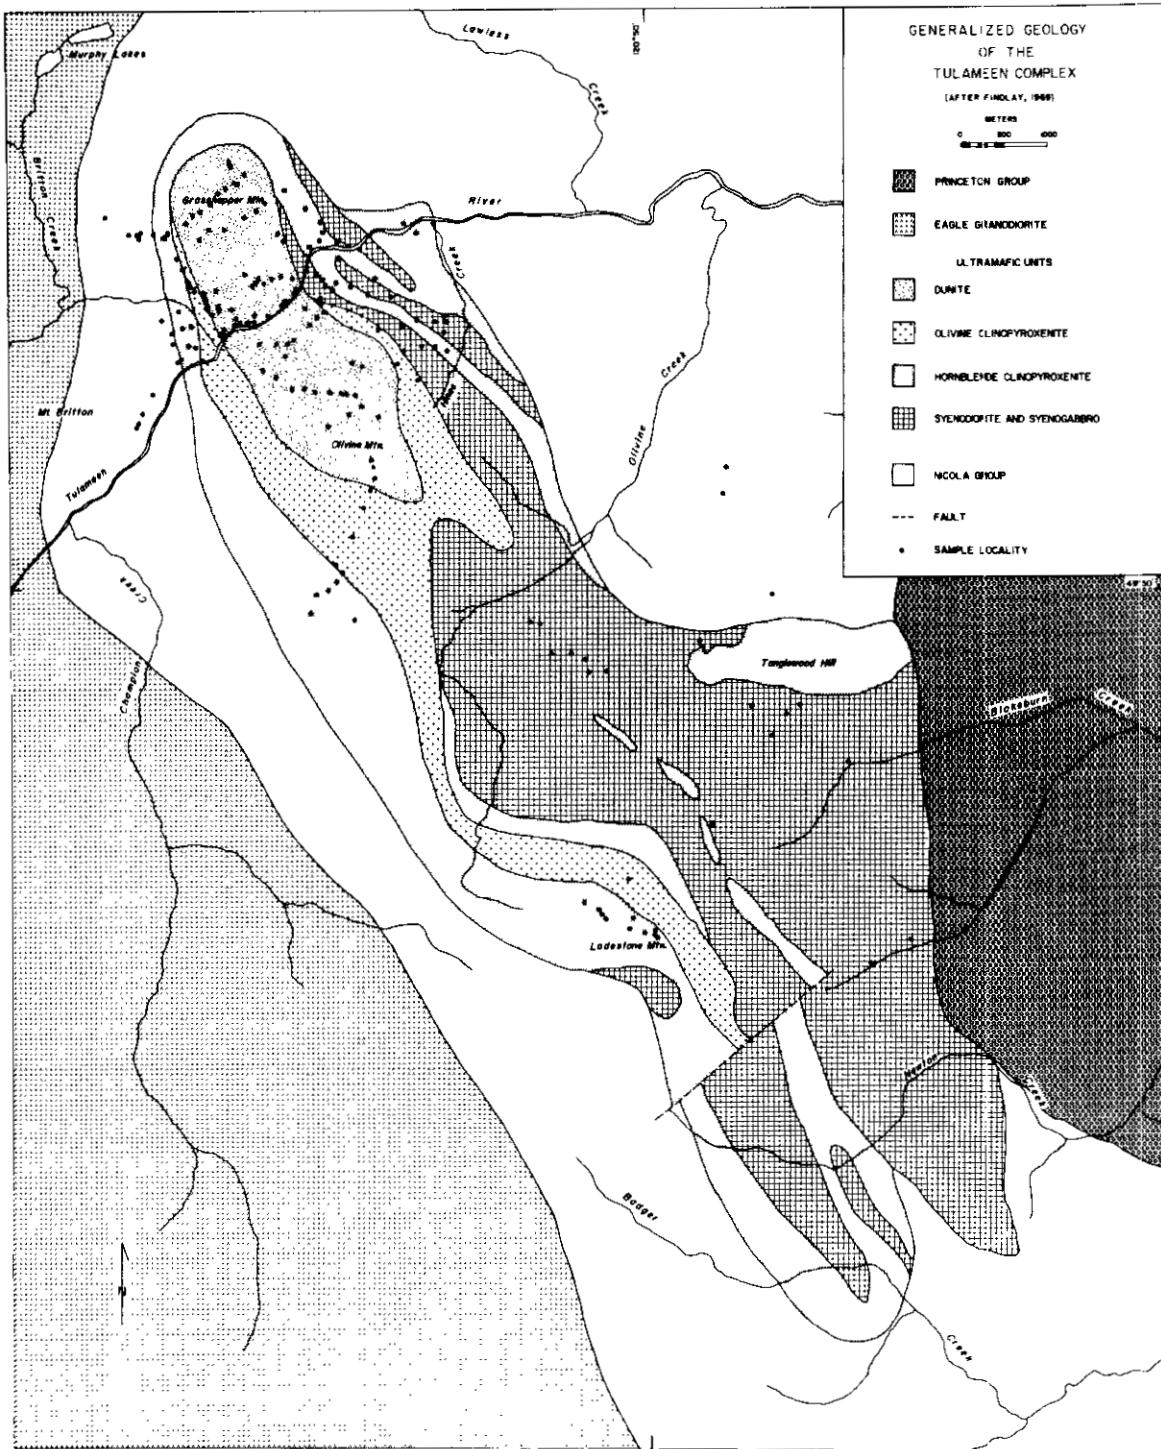 GENERALIZED GEOLOGY
OF THE
TULAMEEN COMPLEX
(AFTER FINDLAY, 1969)
METERS
0 500 1000
PRINCETON GROUP
EAGLE GRANODIORITE
ULTRAMAFIC UNITS
DUNITE
OLIVINE CLINOPYROXENITE
HORNBLENDE CLINOPYROXENITE
SYENODIORITE AND SYENOGABBRO
NICOLA GROUP
FAULT
SAMPLE LOCALITY
Murphy Lakes
Lawless
Creek
Britton
Creek
Grasshopper Mtn.
River
Creek
Mt Britton
Olivine Mtn.
Olivine
Creek
Tulameen
Creek
Champion
Tanglewood Hill
Blakeburn
Creek
Lodestone Mtn.
Newton
Creek
Badger
Creek
N